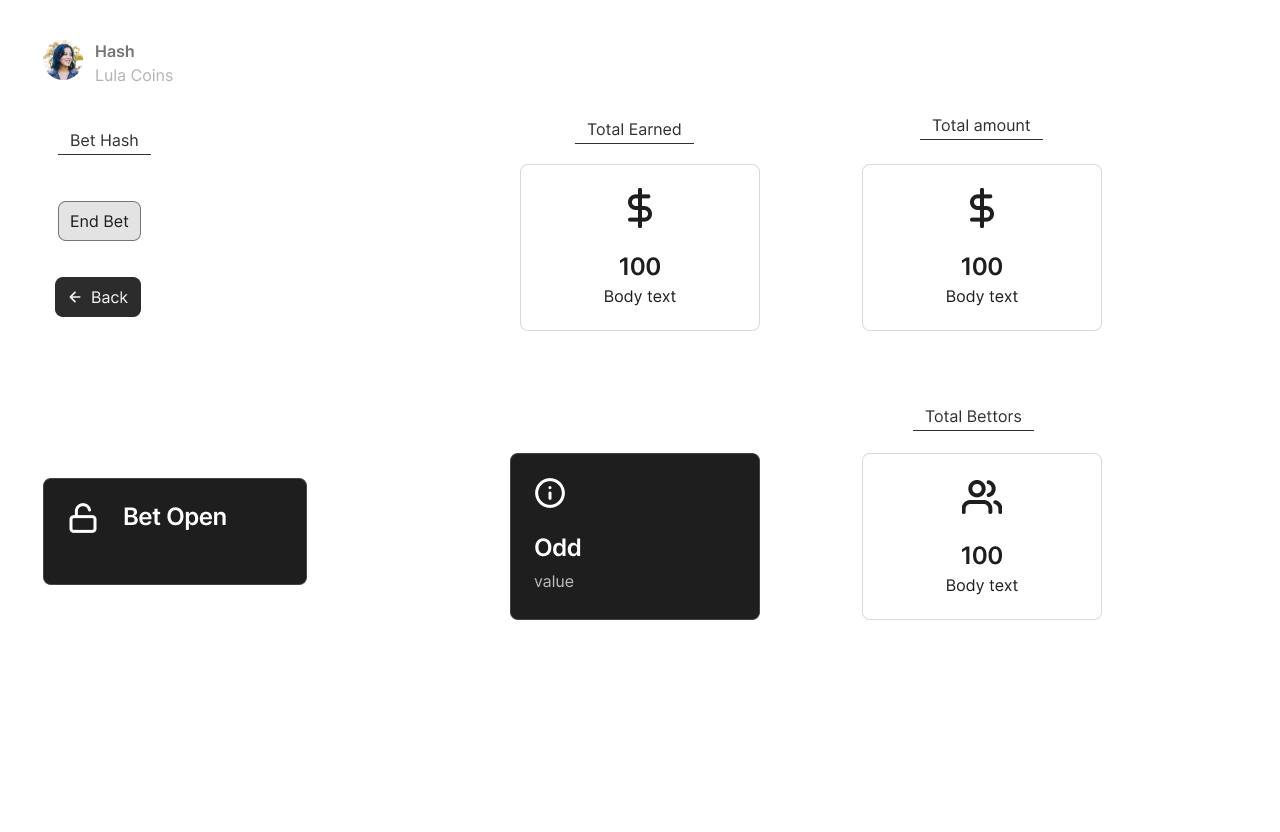 Hash
Lula Coins
Bet Hash
Total Earned
Total amount
End Bet
Back
100
Body text
100
Body text
Total Bettors
Bet Open
Odd
value
100
Body text